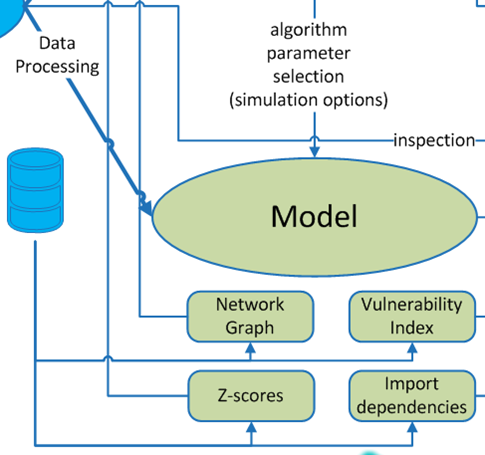 Data
Processing
algorithm
parameter
selection
(simulation options)
inspection
Model
Network
Graph
Vulnerability
Index
Z-scores
Import
dependencies